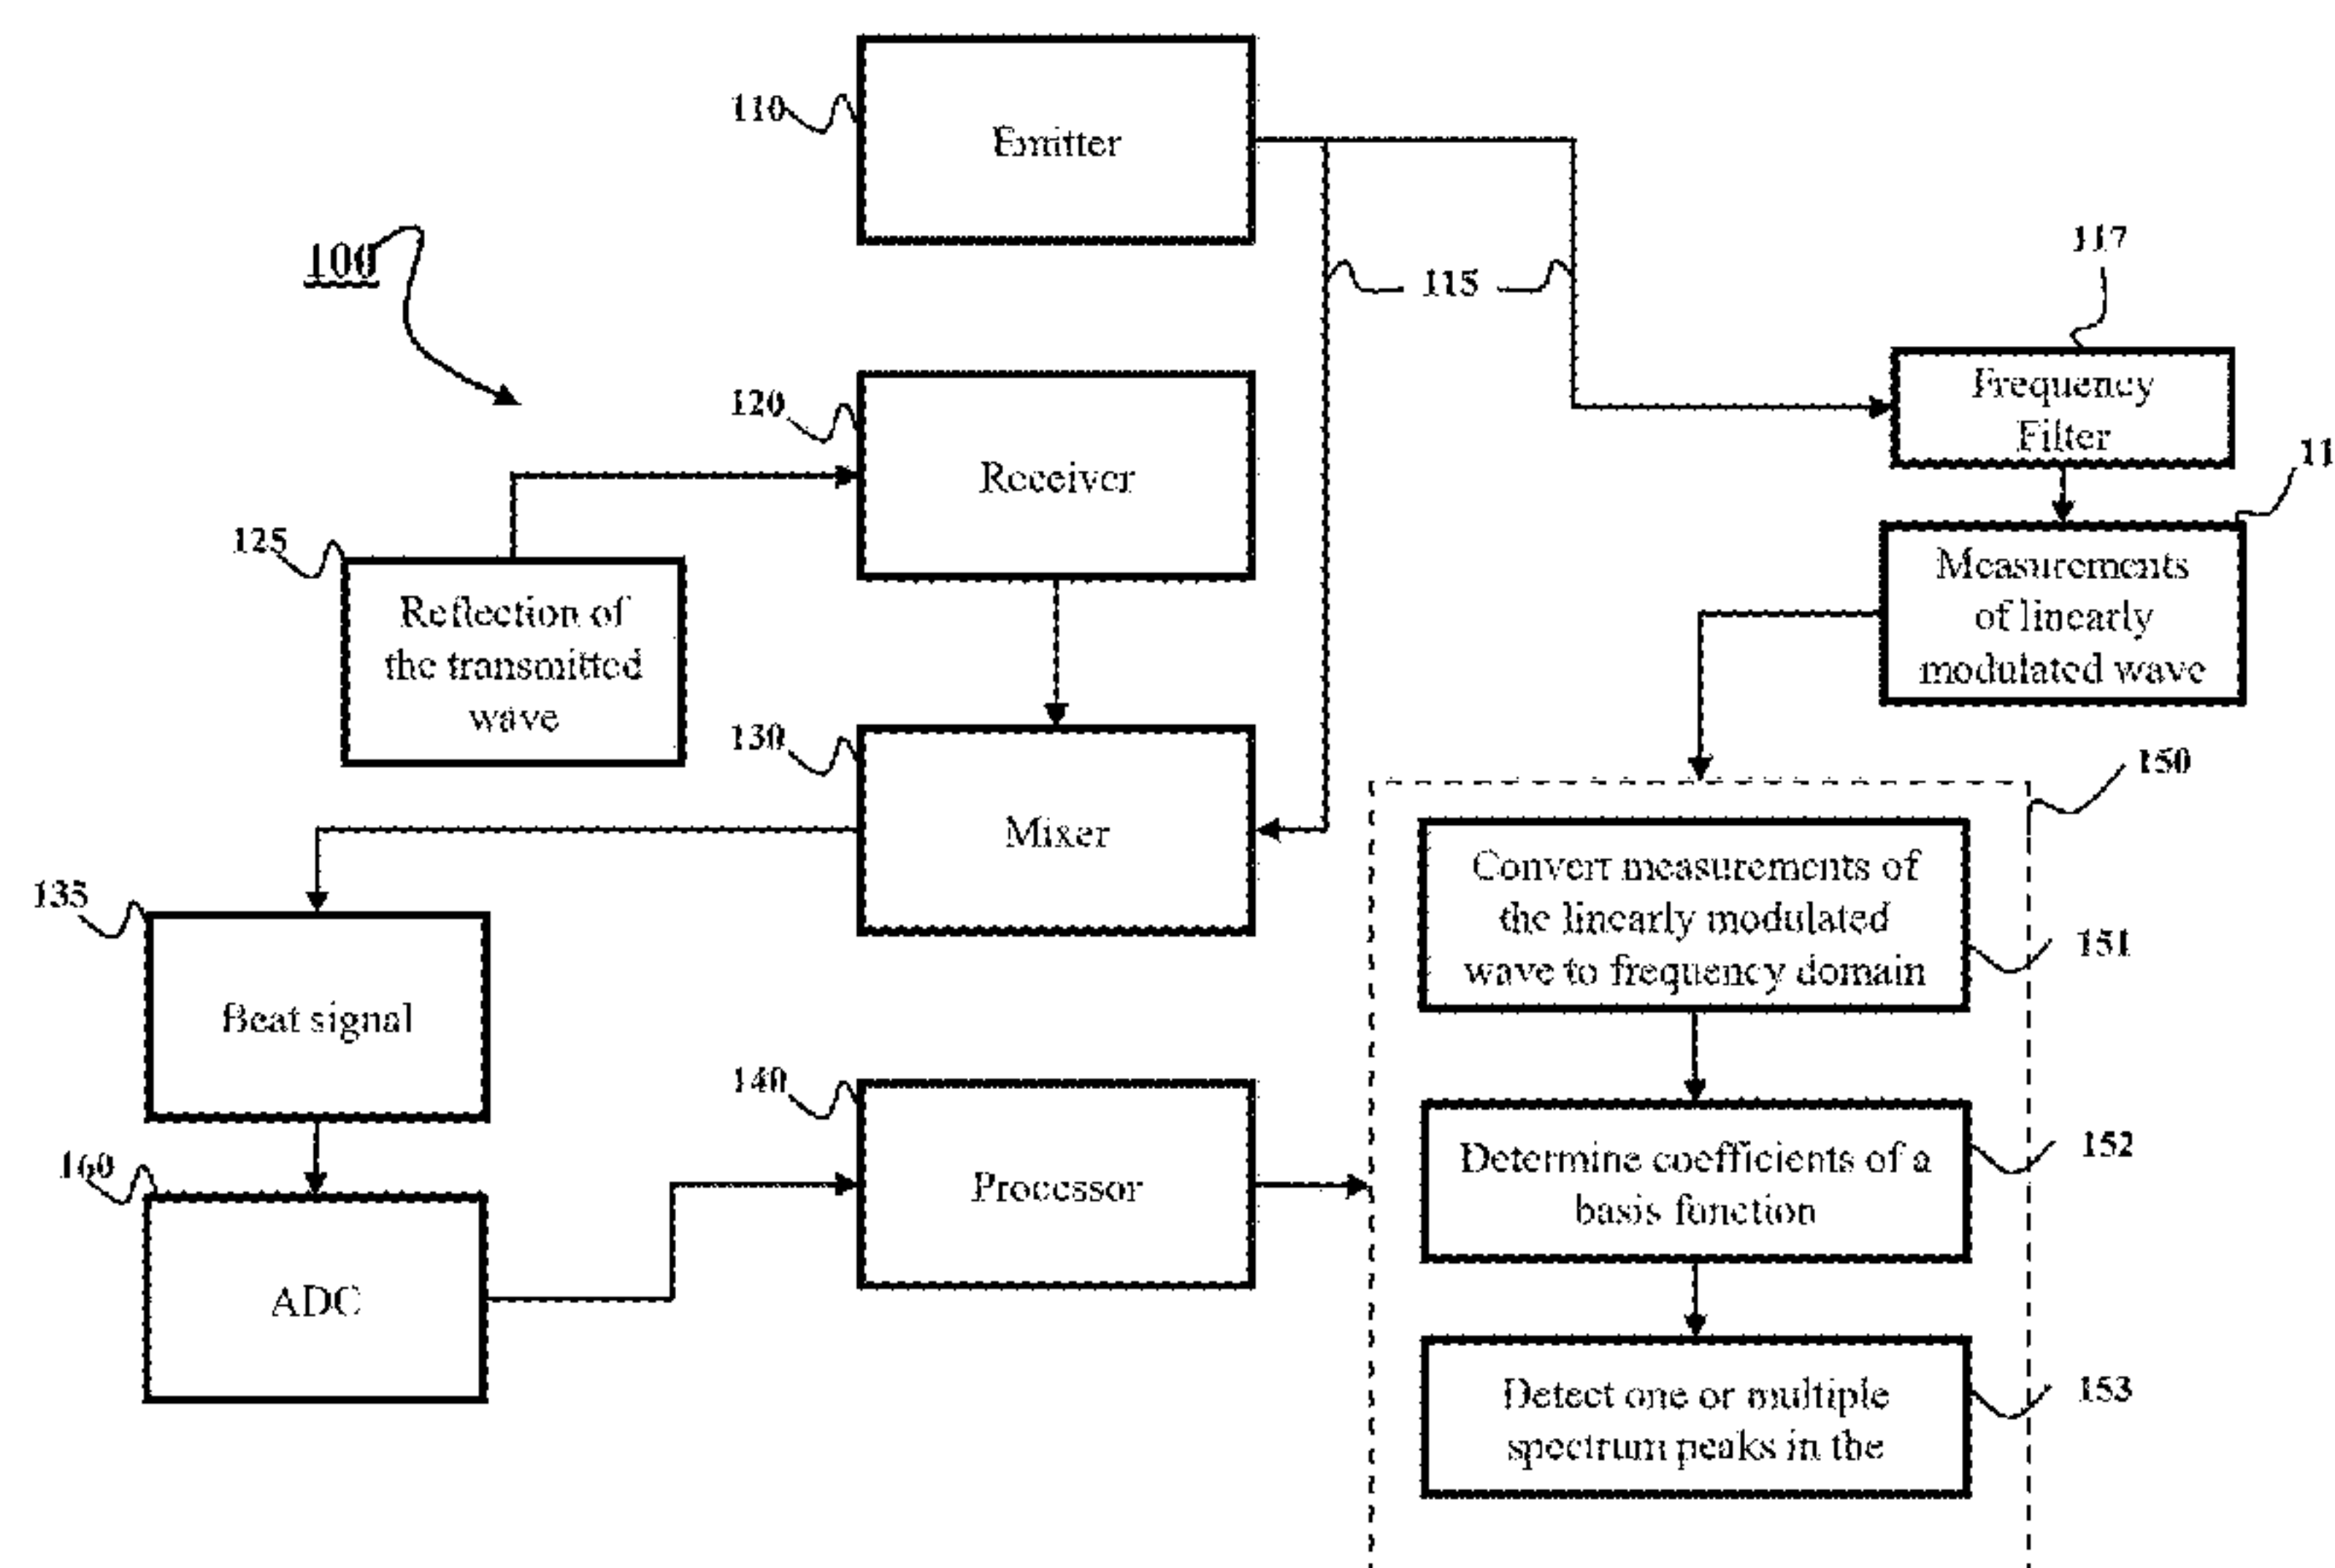 110
Emitter
100
115
117
Frequency
Filter
11
120
Receiver
125
Reflection of
the transmitted
wave
Measurements
of linearly
modulated wave
130
Mixer
150
135
Beat signal
Convert measurements of
the linearly modulated
wave to frequency domain
151
140
Processor
160
ADC
Determine coefficients of a
basis function
152
Detect one or multiple
spectrum peaks in the
153